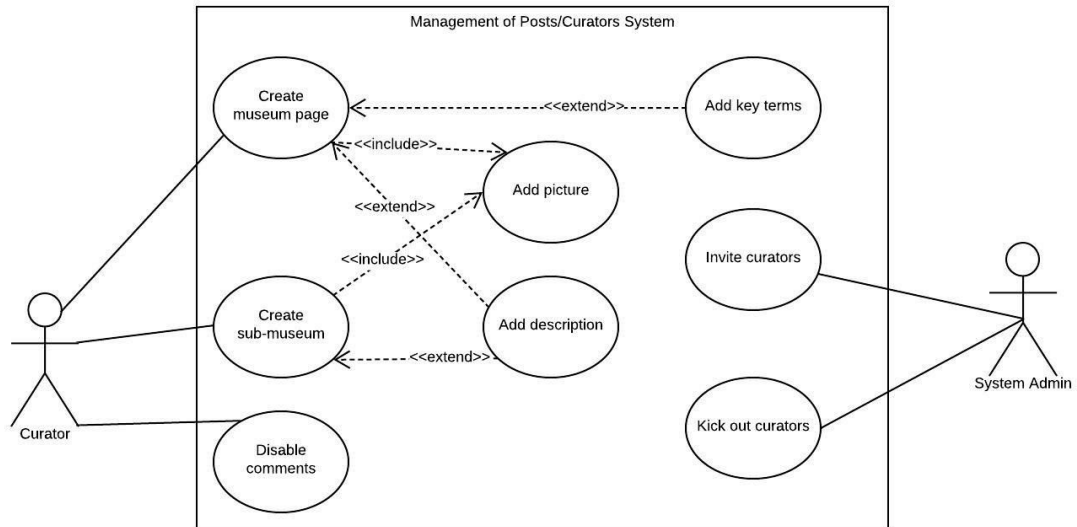 Management of Posts/Curators System
Create
museum page
<<extend>>
Add key terms
<<include>>
Add picture
<<extend>>
<<include>>
Invite curators
Create
sub-museum
Add description
<<extend>>
System Admin
Curator
Kick out curators
Disable
comments